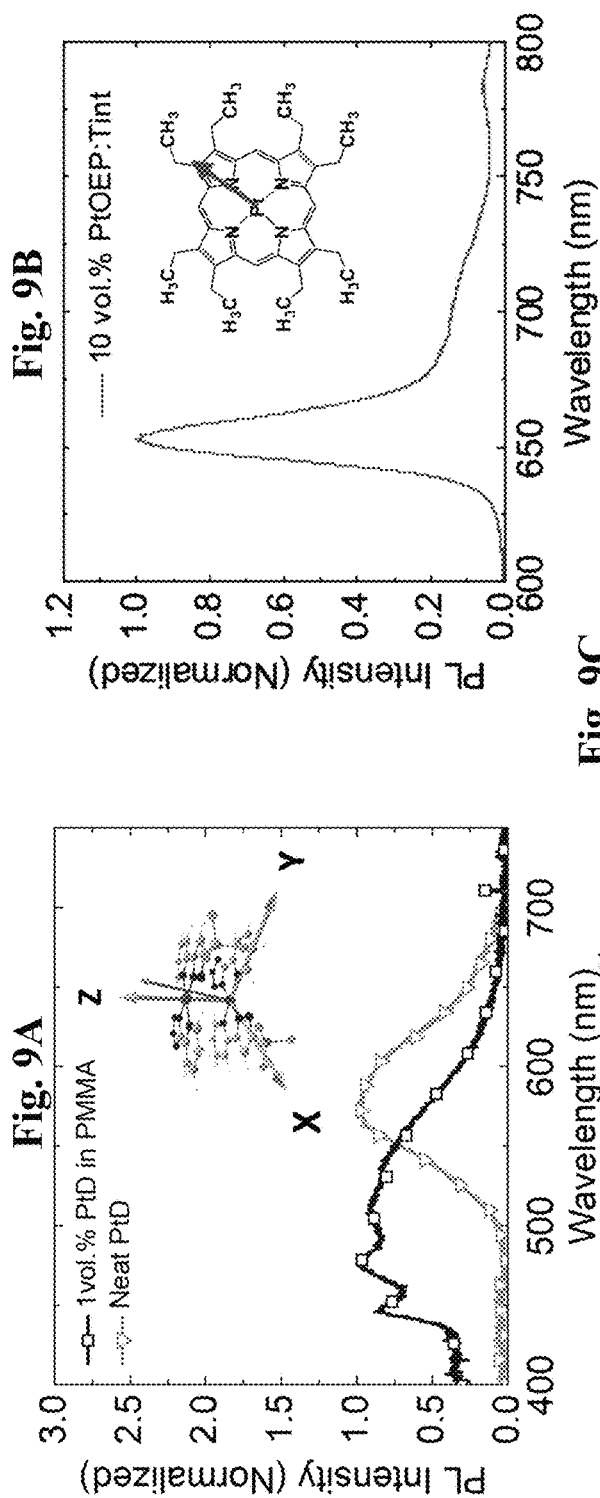 Fig. 9A
PL Intensity (Normalized)
3.0
2.5
2.0
1.5
1.0
0.5
0.0
1vol.% PtD in PMMA
Neat PtD
Z
X
Y
400
500
600
700
Wavelength (nm)
Fig. 9B
PL Intensity (Normalized)
1.2
1.0
0.8
0.6
0.4
0.2
0.0
10 vol.% PtOEP:Tint
H₃C
CH₃
H₃C
CH₃
N
N
Pt
N
N
H₃C
CH₃
H₃C
CH₃
600
650
700
750
800
Wavelength (nm)
Fig. 9C